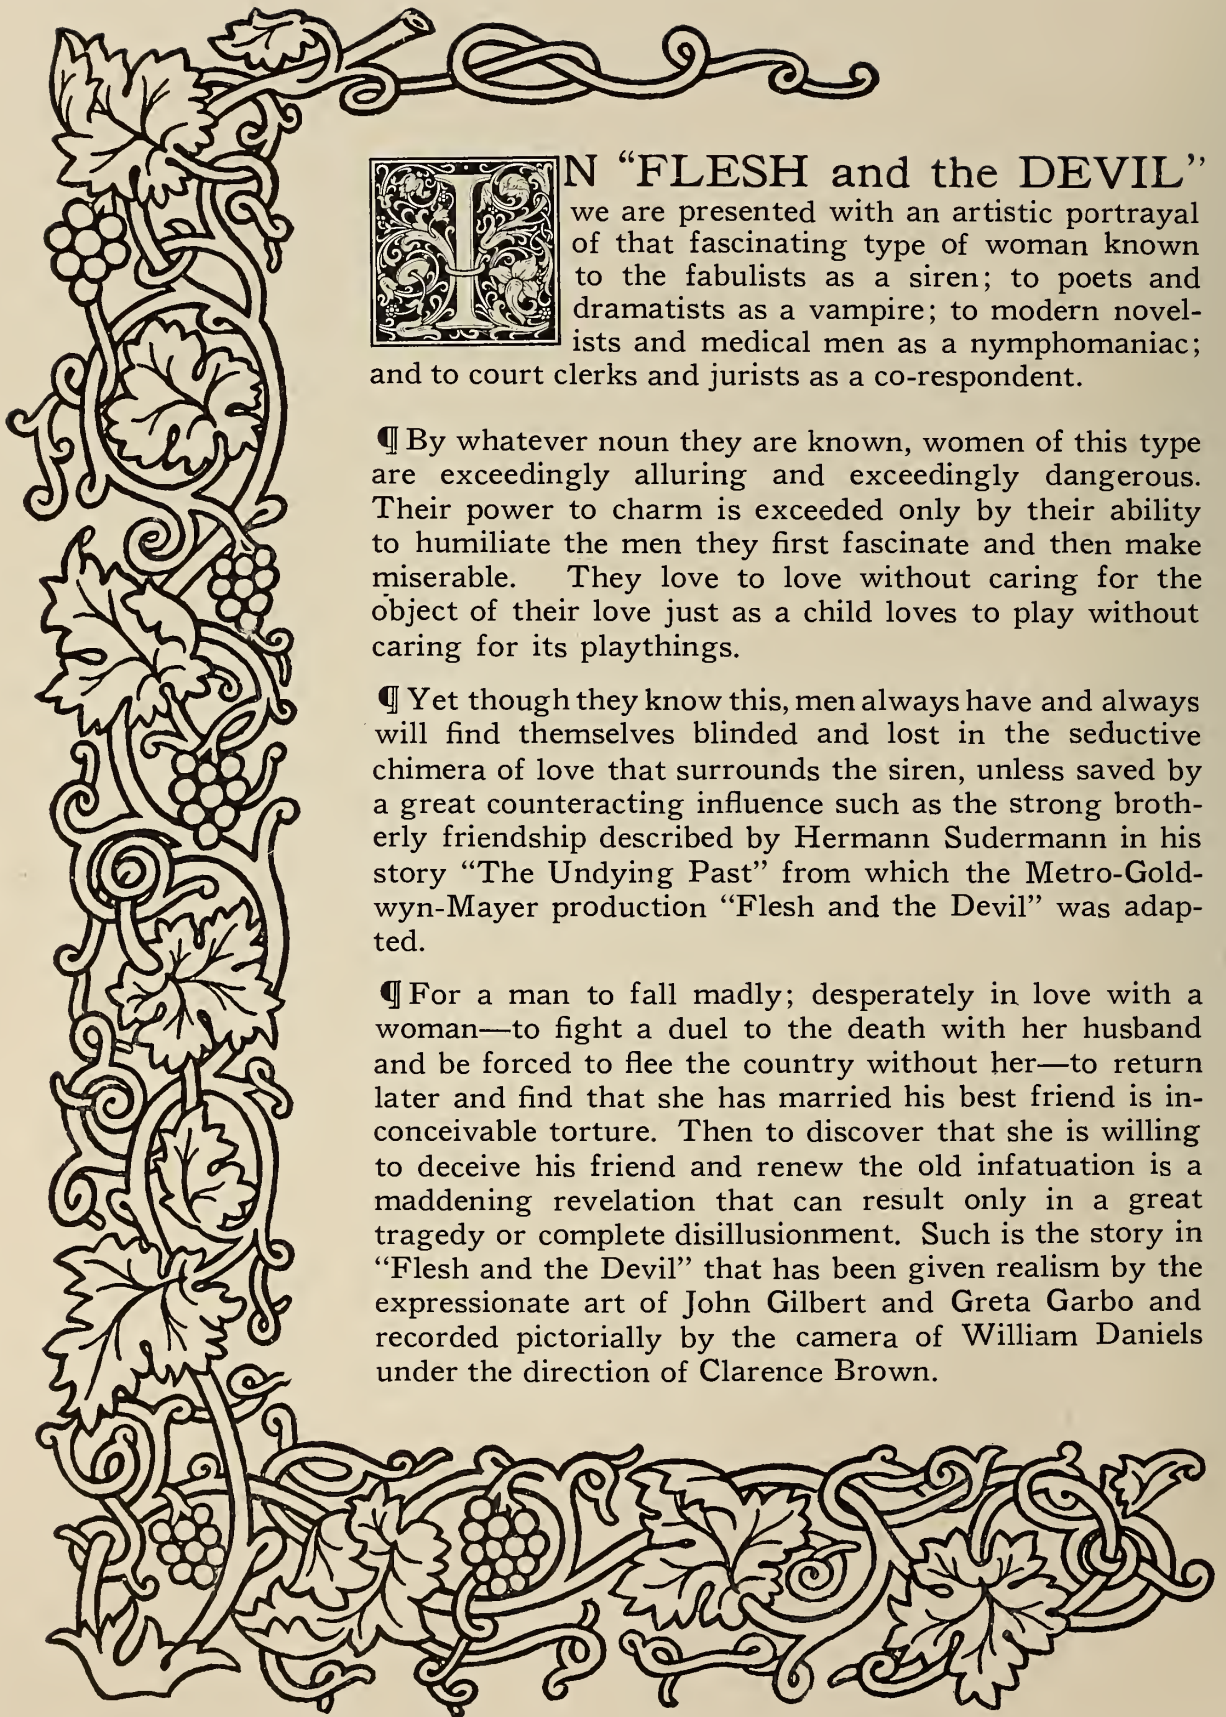 IN “FLESH and the DEVIL”
we are presented with an artistic portrayal
of that fascinating type of woman known
to the fabulists as a siren; to poets and
dramatists as a vampire; to modern novel-
ists and medical men as a nymphomaniac;
and to court clerks and jurists as a co-respondent.
¶ By whatever noun they are known, women of this type
are exceedingly alluring and exceedingly dangerous.
Their power to charm is exceeded only by their ability
to humiliate the men they first fascinate and then make
miserable. They love to love without caring for the
object of their love just as a child loves to play without
caring for its playthings.
¶ Yet though they know this, men always have and always
will find themselves blinded and lost in the seductive
chimera of love that surrounds the siren, unless saved by
a great counteracting influence such as the strong broth-
erly friendship described by Hermann Sudermann in his
story “The Undying Past” from which the Metro-Gold-
wyn-Mayer production “Flesh and the Devil” was adap-
ted.
¶ For a man to fall madly; desperately in love with a
woman—to fight a duel to the death with her husband
and be forced to flee the country without her—to return
later and find that she has married his best friend is in-
conceivable torture. Then to discover that she is willing
to deceive his friend and renew the old infatuation is a
maddening revelation that can result only in a great
tragedy or complete disillusionment. Such is the story in
“Flesh and the Devil” that has been given realism by the
expressionate art of John Gilbert and Greta Garbo and
recorded pictorially by the camera of William Daniels
under the direction of Clarence Brown.